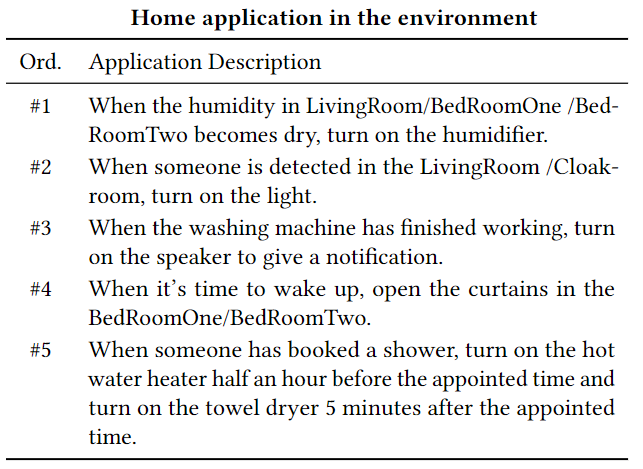 Home application in the environment
Ord. Application Description
#1 When the humidity in LivingRoom/BedRoomOne /Bed-
RoomTwo becomes dry, turn on the humidifier.
#2 When someone is detected in the LivingRoom /Cloak-
room, turn on the light.
#3 When the washing machine has finished working, turn
on the speaker to give a notification.
#4 When it's time to wake up, open the curtains in the
BedRoomOne/BedRoomTwo.
#5 When someone has booked a shower, turn on the hot
water heater half an hour before the appointed time and
turn on the towel dryer 5 minutes after the appointed
time.